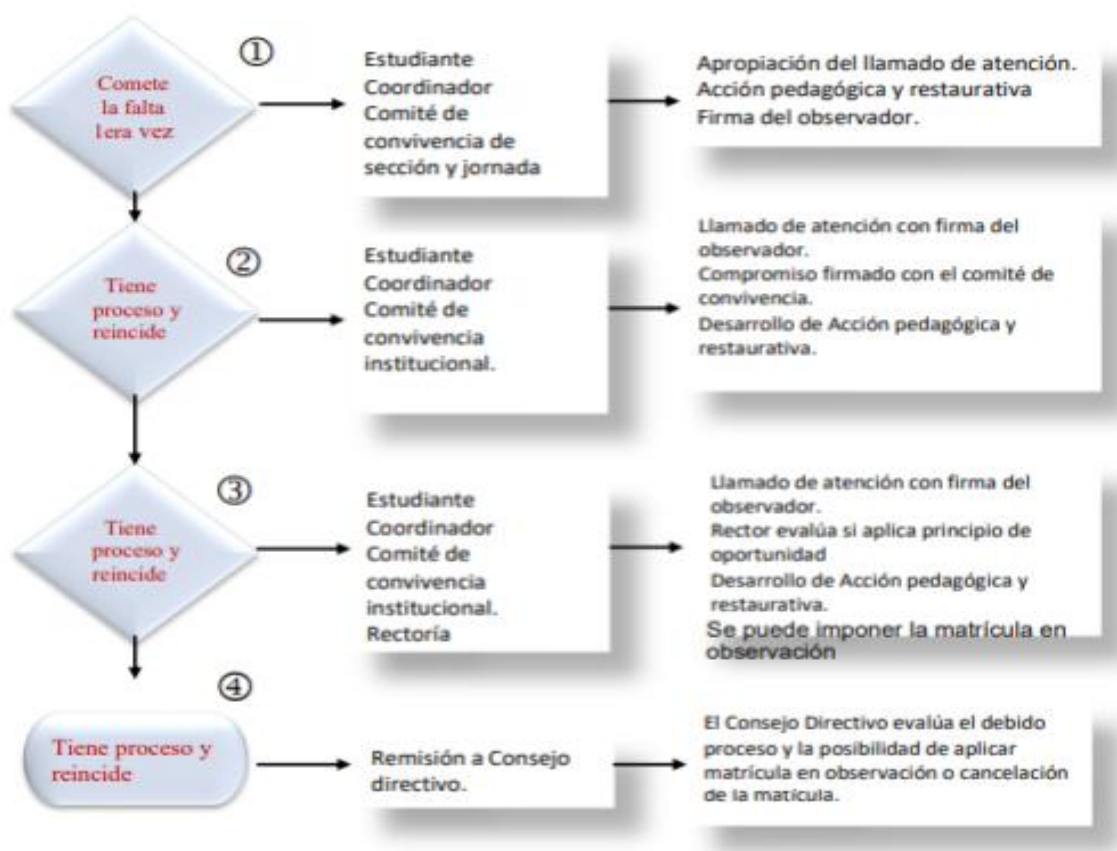 ①
Comete
la falta
1era vez
Estudiante
Coordinador
Comité de
convivencia de
sección y jornada
Apropiación del llamado de atención.
Acción pedagógica y restaurativa
Firma del observador.
②
Tiene
proceso y
reincide
Estudiante
Coordinador
Comité de
convivencia
institucional.
Llamado de atención con firma del
observador.
Compromiso firmado con el comité de
convivencia.
Desarrollo de Acción pedagógica y
restaurativa.
③
Tiene
proceso y
reincide
Estudiante
Coordinador
Comité de
convivencia
institucional.
Rectoría
Llamado de atención con firma del
observador.
Rector evalúa si aplica principio de
oportunidad
Desarrollo de Acción pedagógica y
restaurativa.
Se puede imponer la matrícula en
observación
④
Tiene proceso y
reincide
Remisión a Consejo
directivo.
El Consejo Directivo evalúa el debido
proceso y la posibilidad de aplicar
matrícula en observación o cancelación
de la matícula.